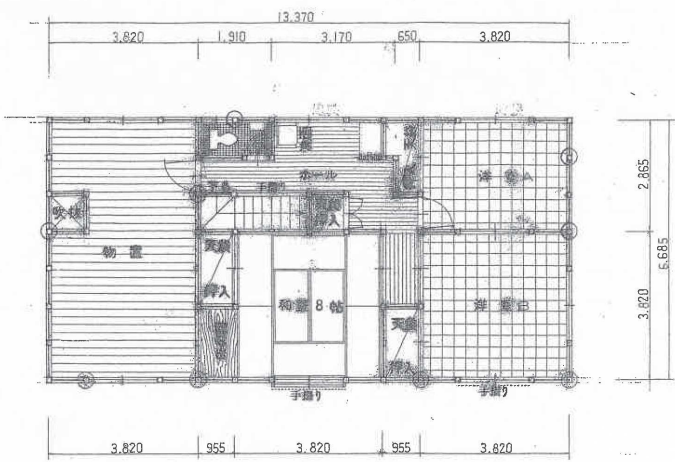 13.370
3.820 1.910 3.170 650 3.820
ホール
手摺り
洋室A
押入
吹抜
物置
天袋
押入
和室8帖
洋室B
天袋
押入
手摺り
手摺り
2.865
3.820
6.685
3.820 955 3.820 955 3.820